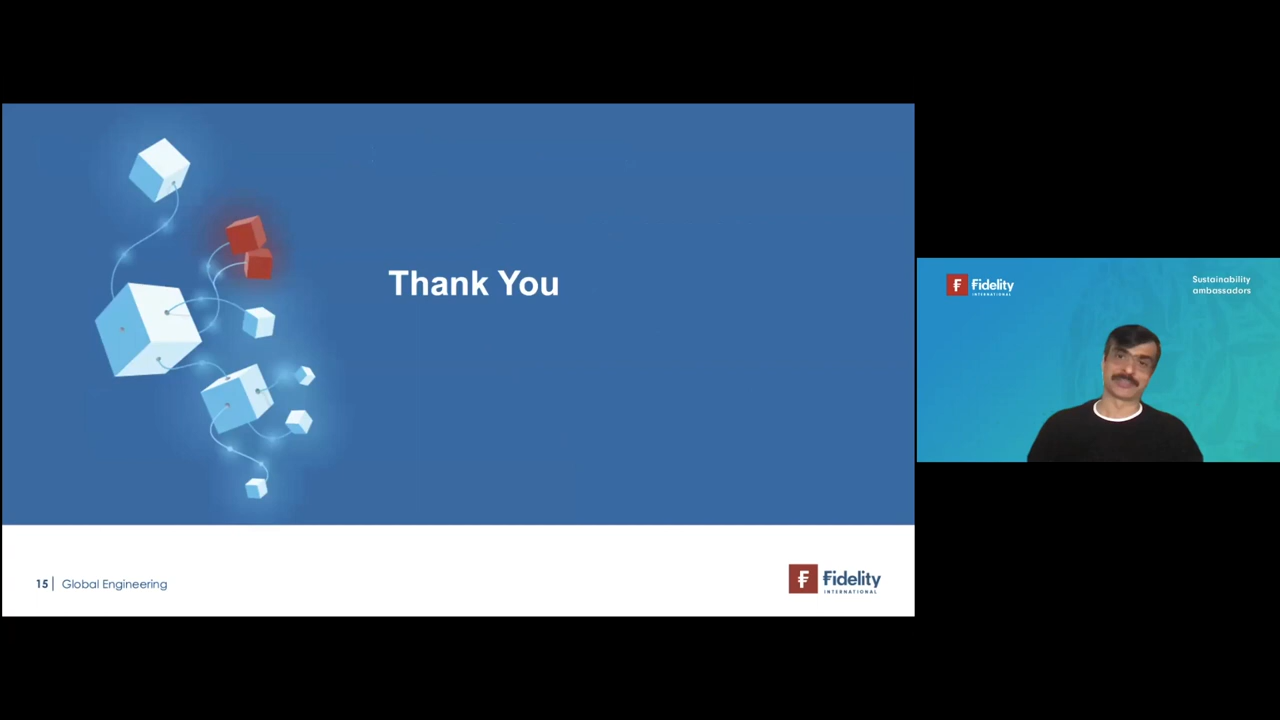 Thank You
15 Global Engineering
Fidelity
INTERNATIONAL
Fidelity
INTERNATIONAL
Sustainability
ambassadors